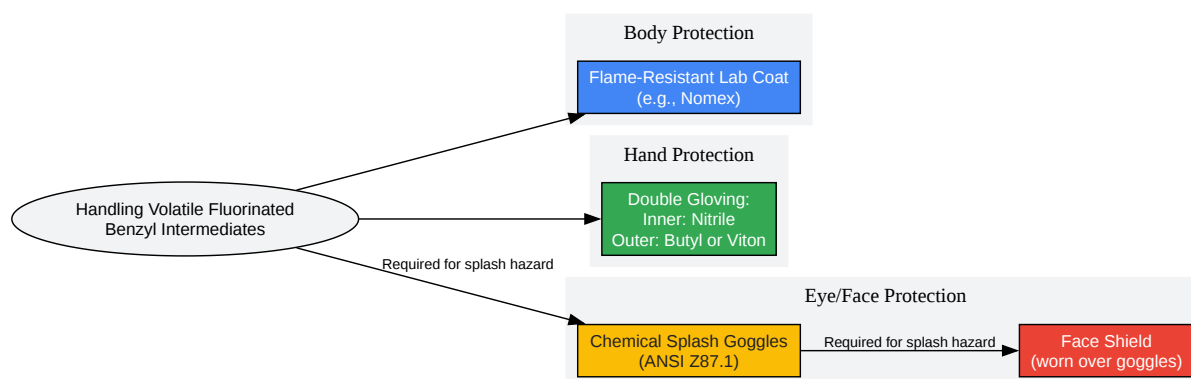 Body Protection
Flame-Resistant Lab Coat
(e.g., Nomex)
Hand Protection
Double Gloving:
Inner: Nitrile
Outer: Butyl or Viton
Handling Volatile Fluorinated
Benzyl Intermediates
Required for splash hazard
Eye/Face Protection
Chemical Splash Goggles
(ANSI Z87.1)
Required for splash hazard
Face Shield
(worn over goggles)